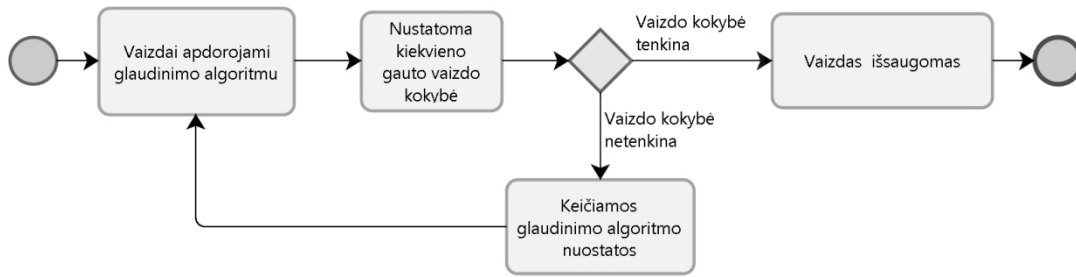 Vaizdai apdorojami
glaudinimo algoritmu
Nustatoma
kiekvieno
gauto vaizdo
kokybė
Vaizdo kokybė
tenkina
Vaizdas išsaugomas
Vaizdo kokybė
netenkina
Keičiamos
glaudinimo algoritmo
nuostatos